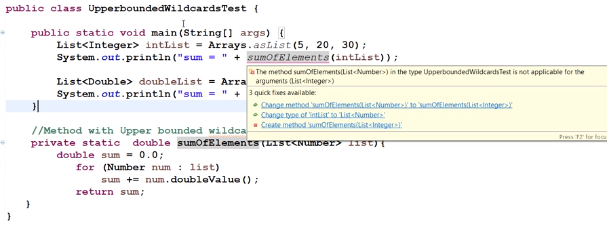 public class UpperboundedWildcardsTest {
public static void main(String[] args) {
List<Integer> intList = Arrays.asList(5, 20, 30);
System.out.println("sum = " + sumOfElements(intList));
The method sumOfElements(List<Number>) in the type UpperboundedWildcardsTest is not applicable for the
arguments (List<Integer>)
List<Double> doubleList = Arra
3 quick fixes available:
System.out.println("sum = " +
Change method 'sumOfElements(List<Number>)' to 'sumOfElements(List<Integer>)'
}
Change type of 'intList' to 'List<Number>'
Create method 'sumOfElements(List<Integer>)'
//Method with Upper bounded wildca
Press 'F2' for focu
private static double sumOfElements(List<Number> list){
double sum = 0.0;
for (Number num : list)
sum += num.doubleValue();
return sum;
}
}